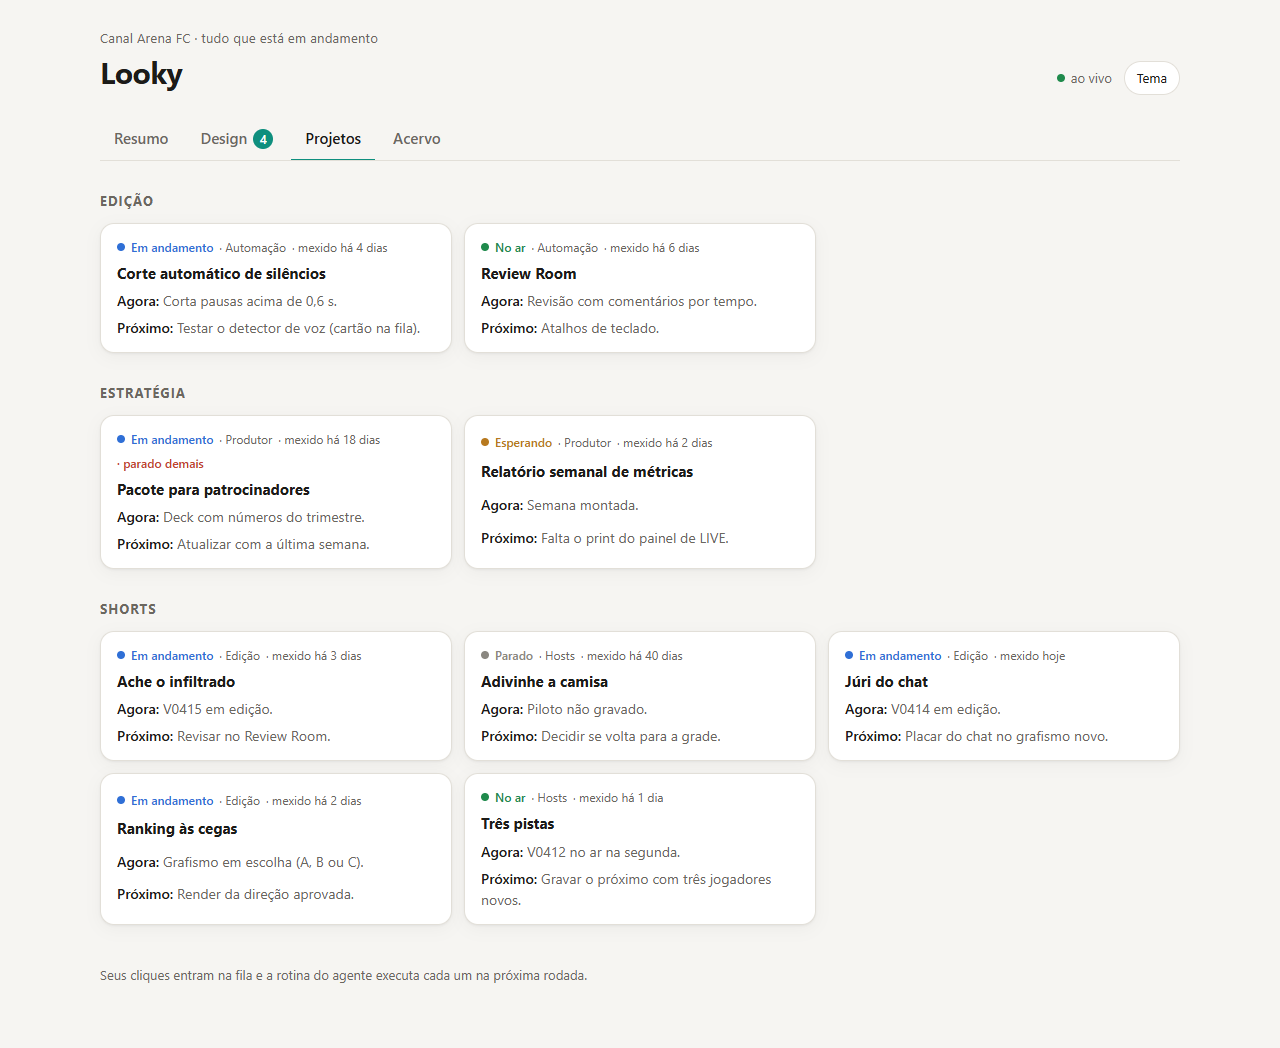 Canal Arena FC · tudo que está em andamento
Looky
ao vivo
Tema
Resumo
Design 4
Projetos
Acervo
EDIÇÃO
Em andamento · Automação · mexido há 4 dias
Corte automático de silêncios
Agora: Corta pausas acima de 0,6 s.
Próximo: Testar o detector de voz (cartão na fila).
No ar · Automação · mexido há 6 dias
Review Room
Agora: Revisão com comentários por tempo.
Próximo: Atalhos de teclado.
ESTRATÉGIA
Em andamento · Produtor · mexido há 18 dias
· parado demais
Pacote para patrocinadores
Agora: Deck com números do trimestre.
Próximo: Atualizar com a última semana.
Esperando · Produtor · mexido há 2 dias
Relatório semanal de métricas
Agora: Semana montada.
Próximo: Falta o print do painel de LIVE.
SHORTS
Em andamento · Edição · mexido há 3 dias
Ache o infiltrado
Agora: V0415 em edição.
Próximo: Revisar no Review Room.
Parado · Hosts · mexido há 40 dias
Adivinhe a camisa
Agora: Piloto não gravado.
Próximo: Decidir se volta para a grade.
Em andamento · Edição · mexido hoje
Júri do chat
Agora: V0414 em edição.
Próximo: Placar do chat no grafismo novo.
Em andamento · Edição · mexido há 2 dias
Ranking às cegas
Agora: Grafismo em escolha (A, B ou C).
Próximo: Render da direção aprovada.
No ar · Hosts · mexido há 1 dia
Três pistas
Agora: V0412 no ar na segunda.
Próximo: Gravar o próximo com três jogadores
novos.
Seus cliques entram na fila e a rotina do agente executa cada um na próxima rodada.